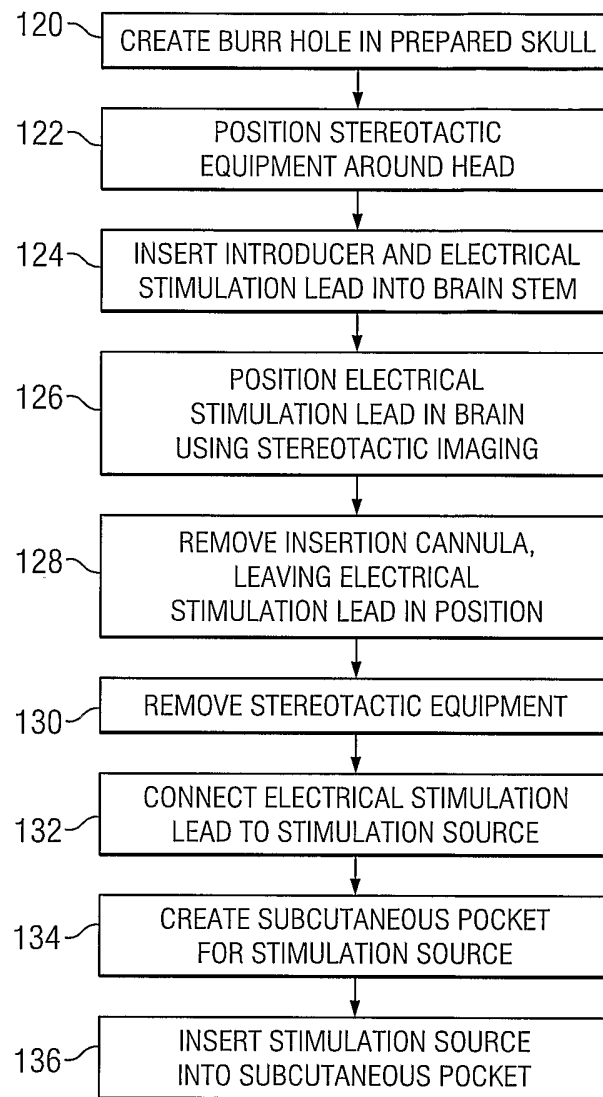 120
CREATE BURR HOLE IN PREPARED SKULL
122
POSITION STEREOTACTIC
EQUIPMENT AROUND HEAD
124
INSERT INTRODUCER AND ELECTRICAL
STIMULATION LEAD INTO BRAIN STEM
126
POSITION ELECTRICAL
STIMULATION LEAD IN BRAIN
USING STEREOTACTIC IMAGING
128
REMOVE INSERTION CANNULA,
LEAVING ELECTRICAL
STIMULATION LEAD IN POSITION
130
REMOVE STEREOTACTIC EQUIPMENT
132
CONNECT ELECTRICAL STIMULATION
LEAD TO STIMULATION SOURCE
134
CREATE SUBCUTANEOUS POCKET
FOR STIMULATION SOURCE
136
INSERT STIMULATION SOURCE
INTO SUBCUTANEOUS POCKET